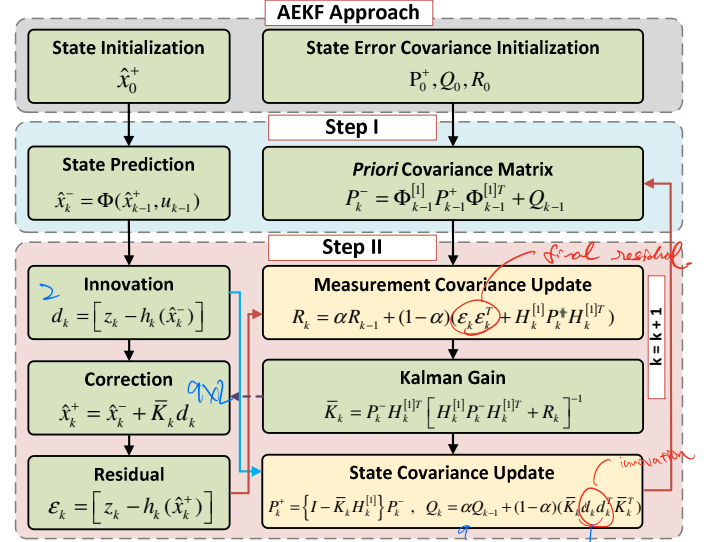 AEKF Approach
State Initialization
x̂₀⁺
State Error Covariance Initialization
P₀⁺, Q₀, R₀
Step I
State Prediction
x̂ₖ⁻ = Φ(x̂ₖ₋₁⁺, uₖ₋₁)
Priori Covariance Matrix
Pₖ⁻ = Φₖ₋₁^[1] Pₖ₋₁⁺ Φₖ₋₁^[1]T + Qₖ₋₁
Step II
final residual.
2
Innovation
dₖ = [zₖ − hₖ(x̂ₖ⁻)]
Measurement Covariance Update
Rₖ = αRₖ₋₁ + (1−α)(εₖεₖᵀ + Hₖ^[1] Pₖ Hₖ^[1]T)
k = k + 1
Correction
x̂ₖ⁺ = x̂ₖ⁻ + K̄ₖdₖ
9×2
Kalman Gain
K̄ₖ = Pₖ⁻Hₖ^[1]T [Hₖ^[1] Pₖ⁻ Hₖ^[1]T + Rₖ]⁻¹
innovation
Residual
εₖ = [zₖ − hₖ(x̂ₖ⁺)]
State Covariance Update
Pₖ⁺ = {I − K̄ₖHₖ^[1]}Pₖ⁻ , Qₖ = αQₖ₋₁ + (1−α)(K̄ₖdₖdₖᵀK̄ₖᵀ)